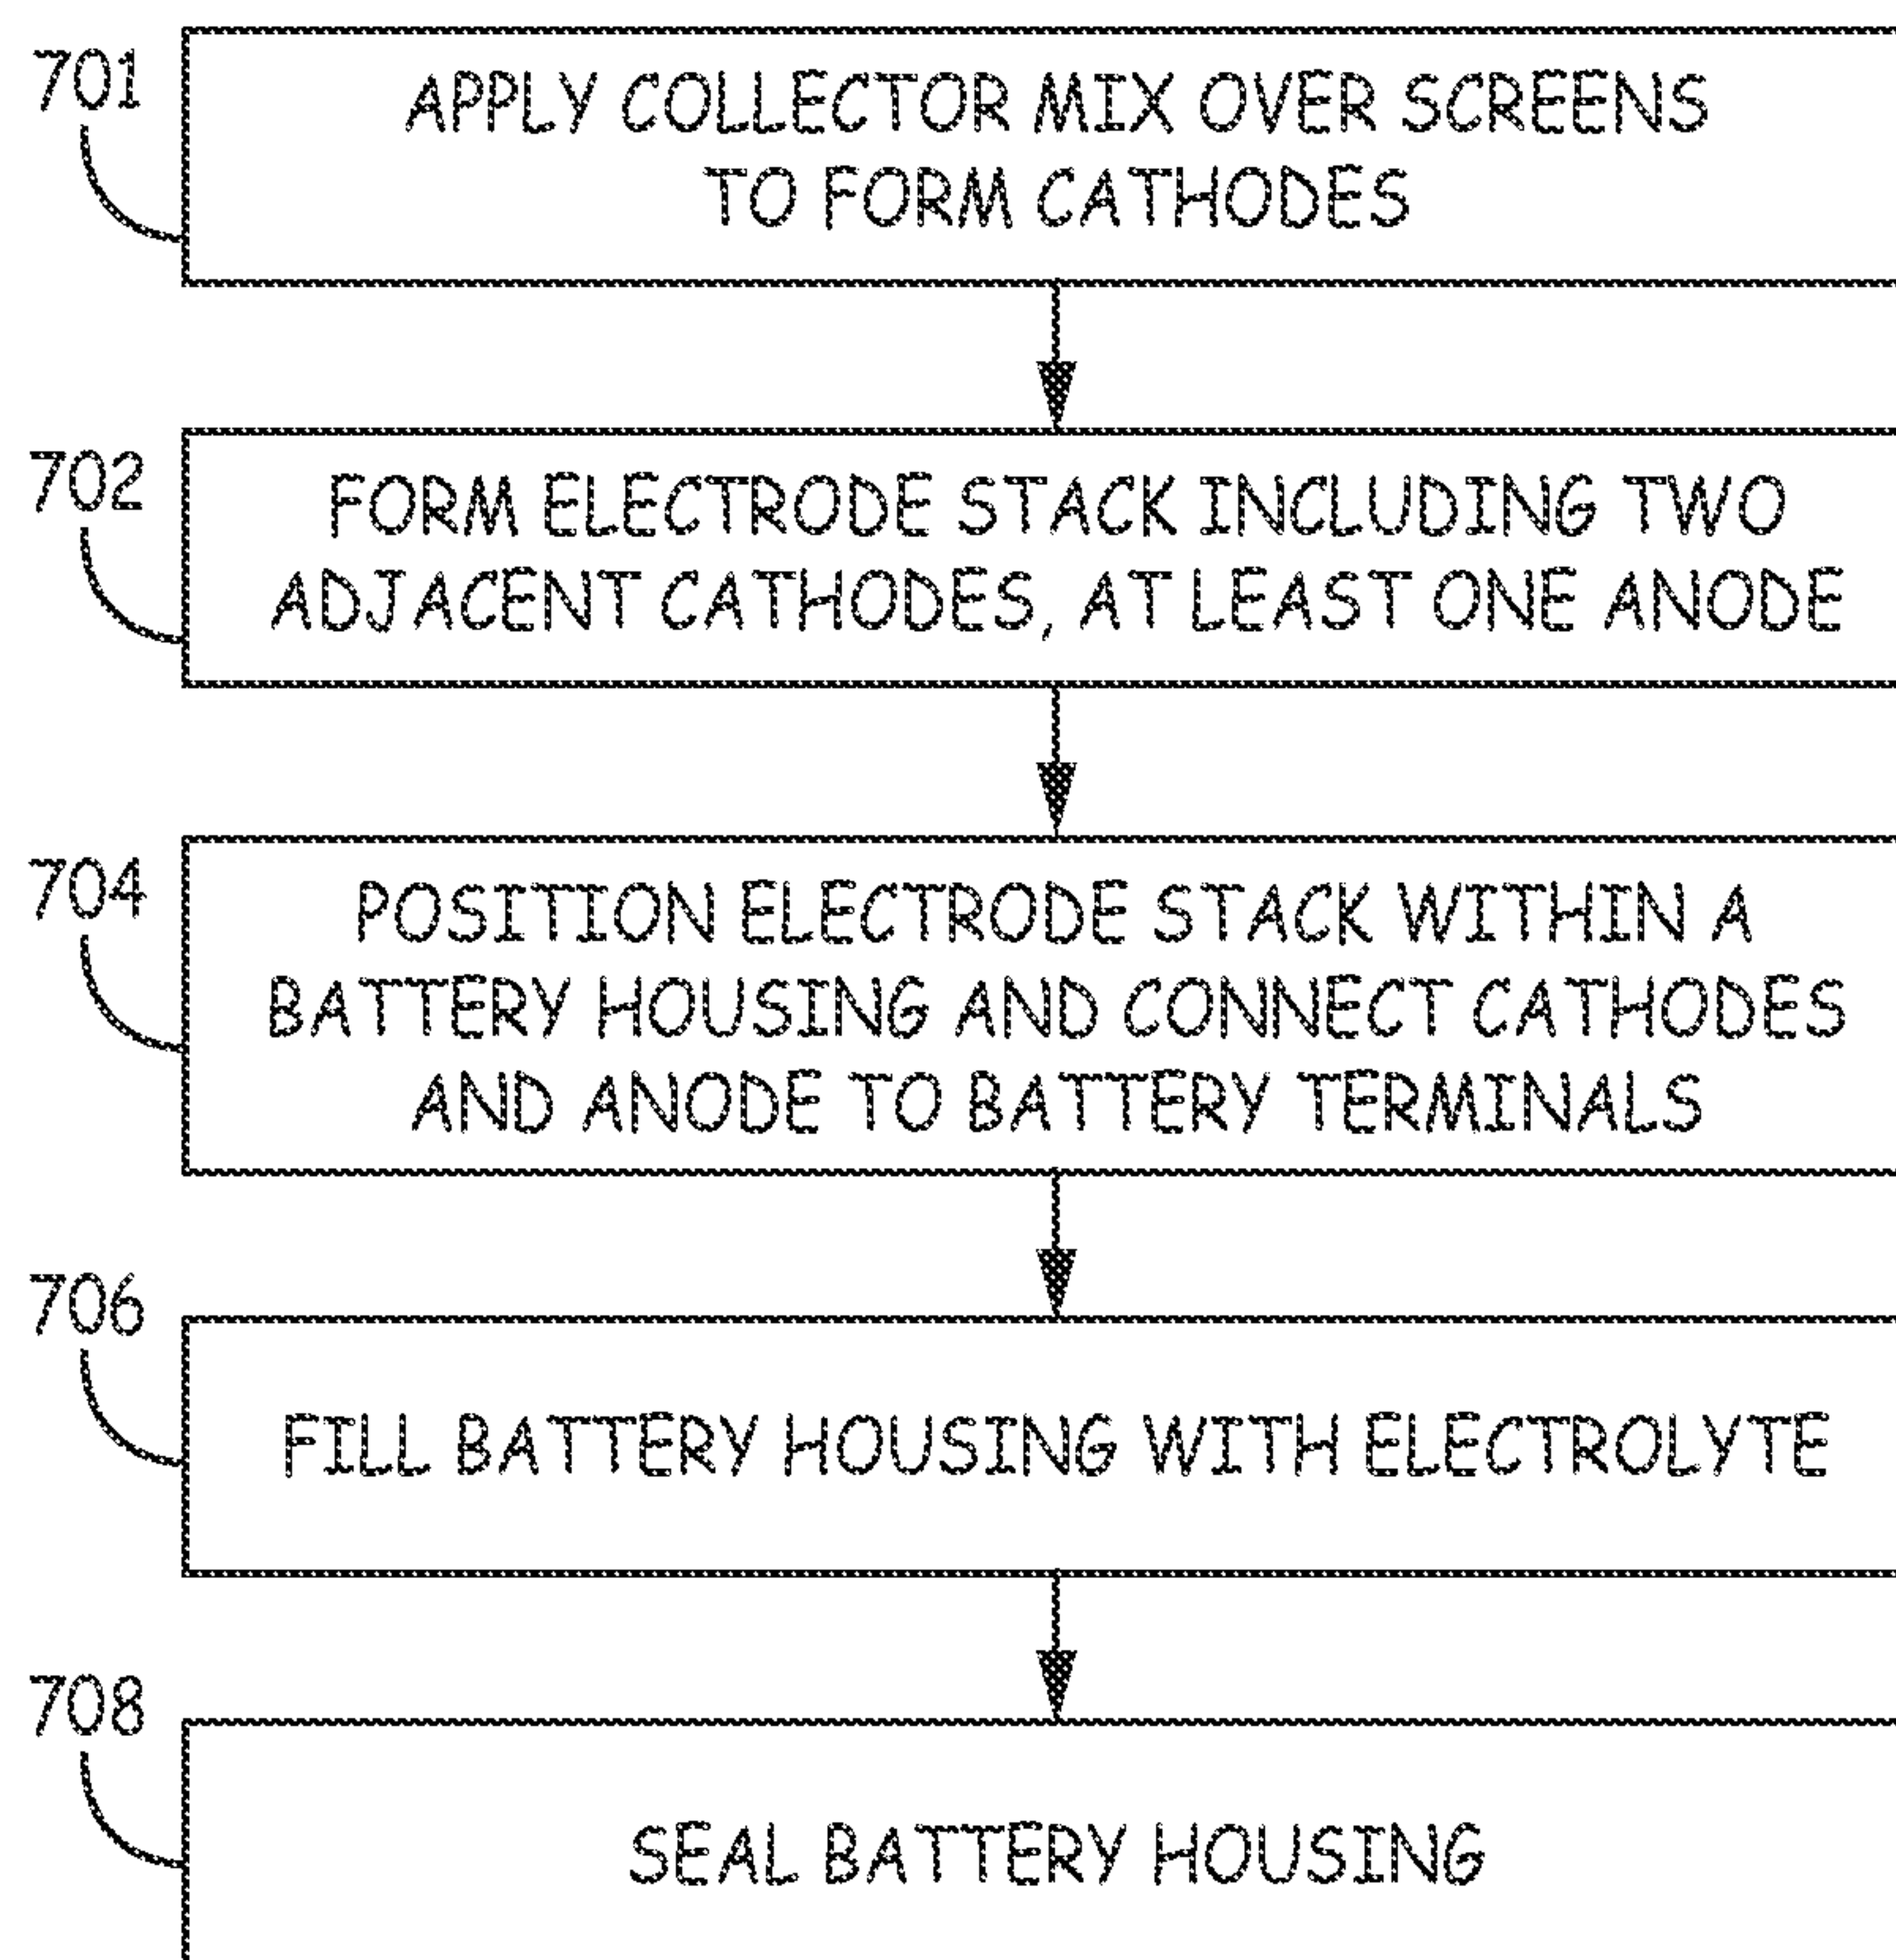 701
APPLY COLLECTOR MIX OVER SCREENS
TO FORM CATHODES
702
FORM ELECTRODE STACK INCLUDING TWO
ADJACENT CATHODES, AT LEAST ONE ANODE
704
POSITION ELECTRODE STACK WITHIN A
BATTERY HOUSING AND CONNECT CATHODES
AND ANODE TO BATTERY TERMINALS
706
FILL BATTERY HOUSING WITH ELECTROLYTE
708
SEAL BATTERY HOUSING